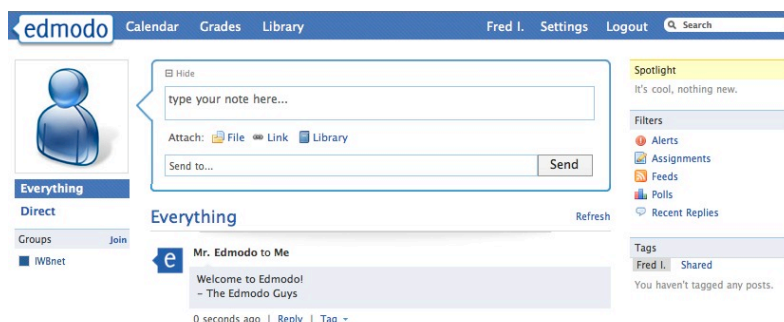 edmodo Calendar Grades Library Fred I. Settings Logout Search
Hide
type your note here...
Attach: File Link Library
Send to... Send
Everything
Direct
Groups Join
IWBnet
Everything Refresh
e Mr. Edmodo to Me
Welcome to Edmodo!
– The Edmodo Guys
0 seconds ago | Reply | Tag
Spotlight
It's cool, nothing new.
Filters
Alerts
Assignments
Feeds
Polls
Recent Replies
Tags
Fred I. Shared
You haven't tagged any posts.